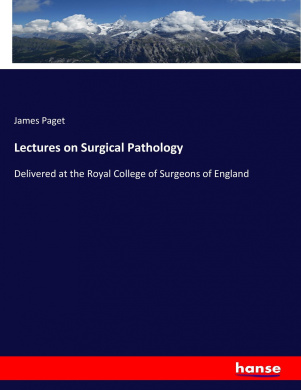 James Paget
Lectures on Surgical Pathology
Delivered at the Royal College of Surgeons of England
hanse